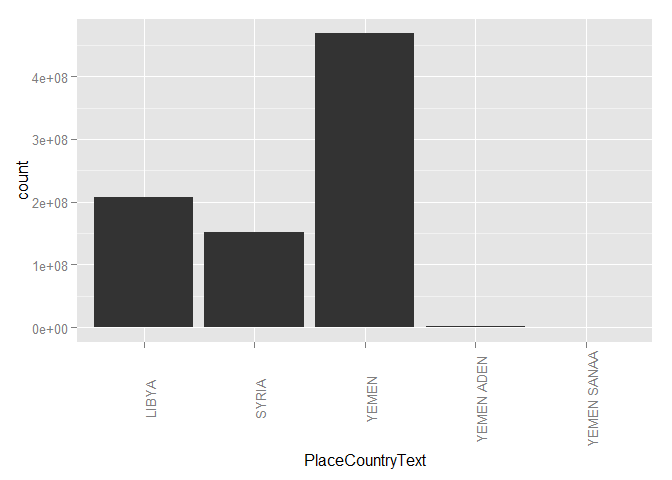 count
4e+08
3e+08
2e+08
1e+08
0e+00
LIBYA
SYRIA
YEMEN
YEMEN ADEN
YEMEN SANAA
PlaceCountryText